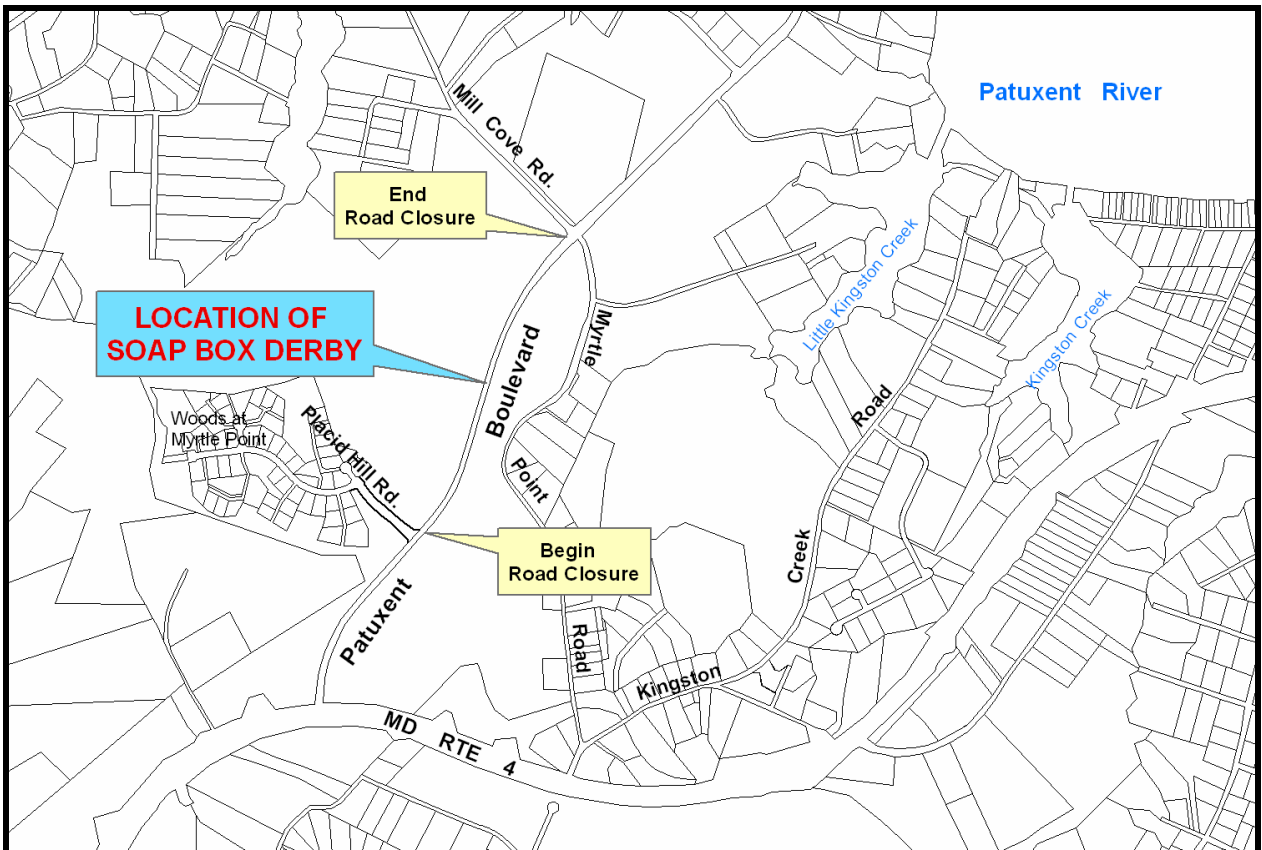 Patuxent River
Mill Cove Rd.
End
Road Closure
Little Kingston Creek
Kingston Creek
LOCATION OF
SOAP BOX DERBY
Myrtle
Boulevard
Road
Woods at
Myrtle Point
Placid Hill Rd.
Point
Begin
Road Closure
Creek
Patuxent
Road
Kingston
MD RTE 4